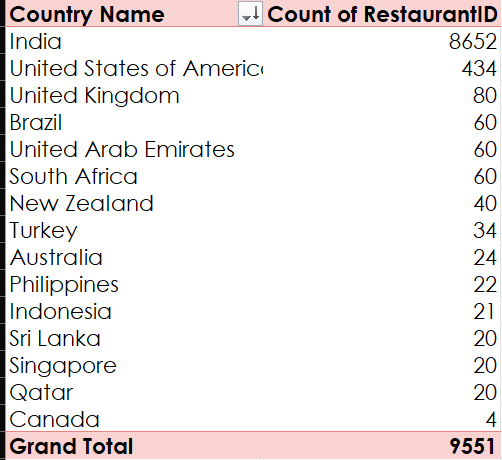 Country Name Count of RestaurantID
India 8652
United States of Americ 434
United Kingdom 80
Brazil 60
United Arab Emirates 60
South Africa 60
New Zealand 40
Turkey 34
Australia 24
Philippines 22
Indonesia 21
Sri Lanka 20
Singapore 20
Qatar 20
Canada 4
Grand Total 9551